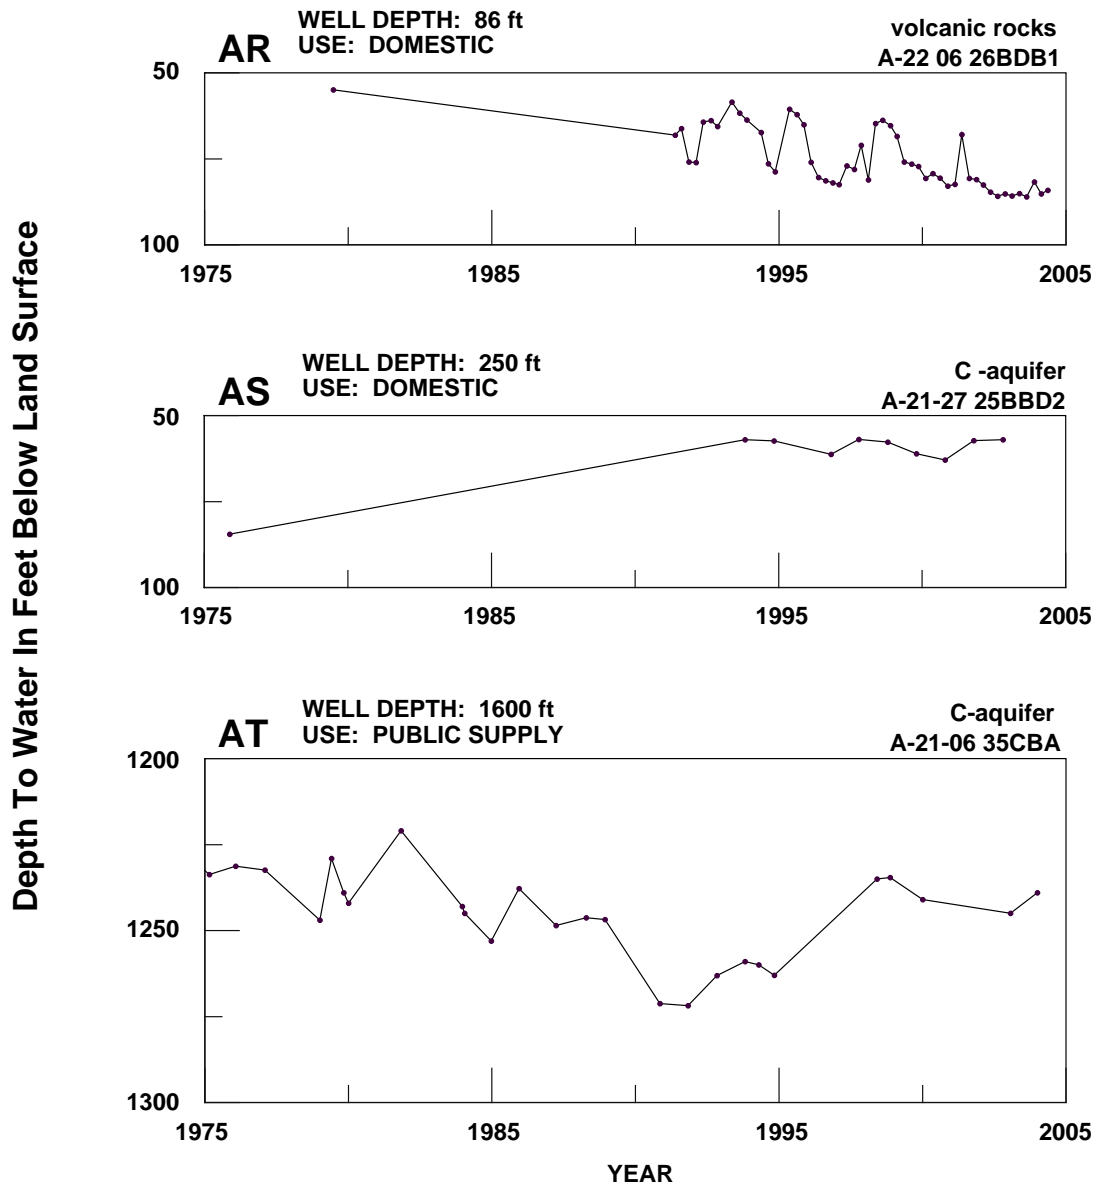 Depth To Water In Feet Below Land Surface
AR
WELL DEPTH: 86 ft
USE: DOMESTIC
volcanic rocks
A-22 06 26BDB1
50
100
1975
1985
1995
2005
AS
WELL DEPTH: 250 ft
USE: DOMESTIC
C -aquifer
A-21-27 25BBD2
50
100
1975
1985
1995
2005
AT
WELL DEPTH: 1600 ft
USE: PUBLIC SUPPLY
C-aquifer
A-21-06 35CBA
1200
1250
1300
1975
1985
1995
2005
YEAR